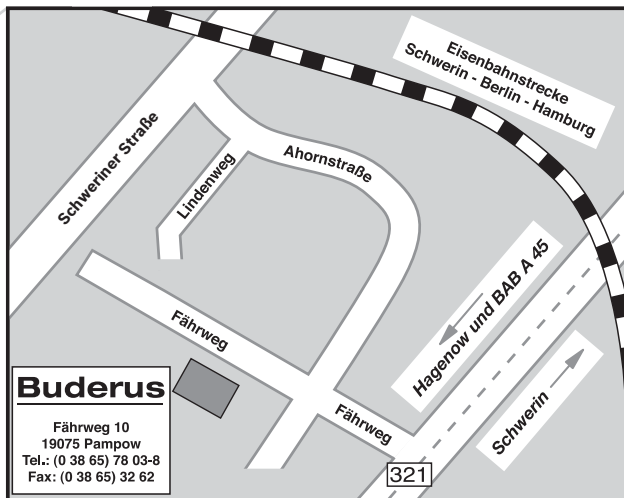 Eisenbahnstrecke
Schwerin - Berlin - Hamburg
Schweriner Straße
Lindenweg
Ahornstraße
Hagenow und BAB A 45
Fährweg
Fährweg
Schwerin
321
Buderus
Fährweg 10
19075 Pampow
Tel.: (0 38 65) 78 03-8
Fax: (0 38 65) 32 62